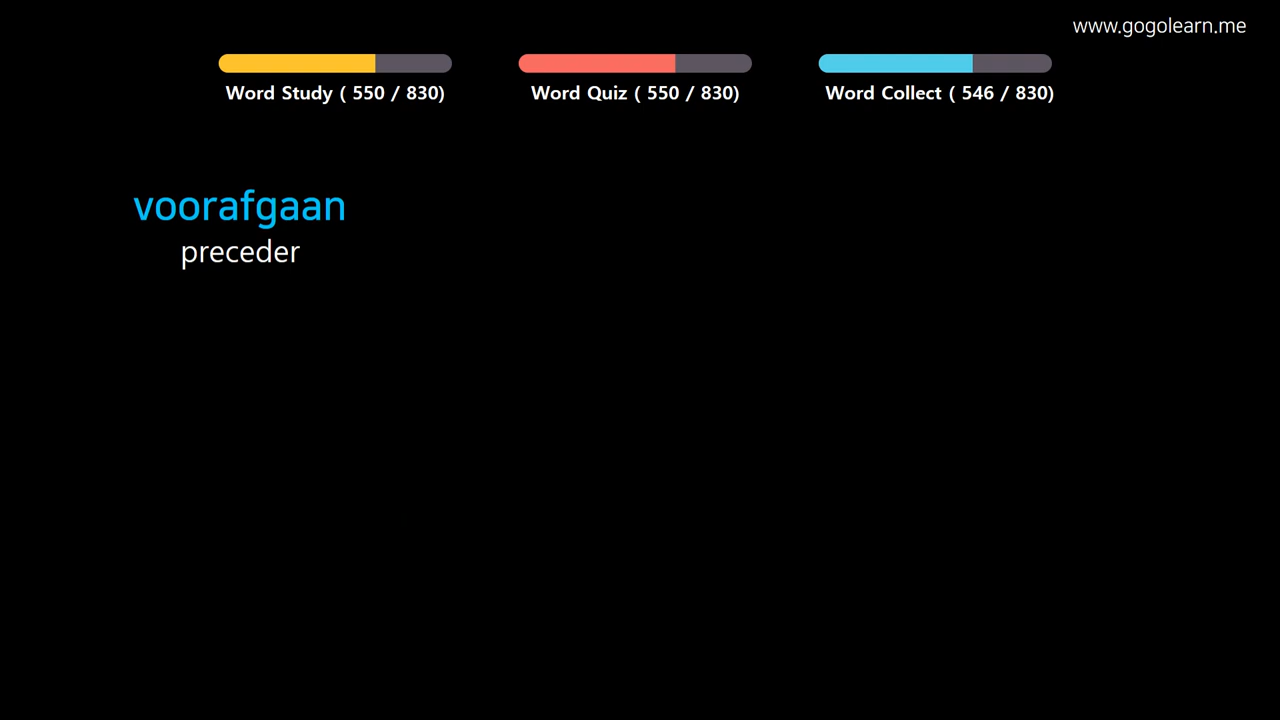 www.gogolearn.me
Word Study ( 550 / 830)
Word Quiz ( 550 / 830)
Word Collect ( 546 / 830)
voorafgaan
preceder